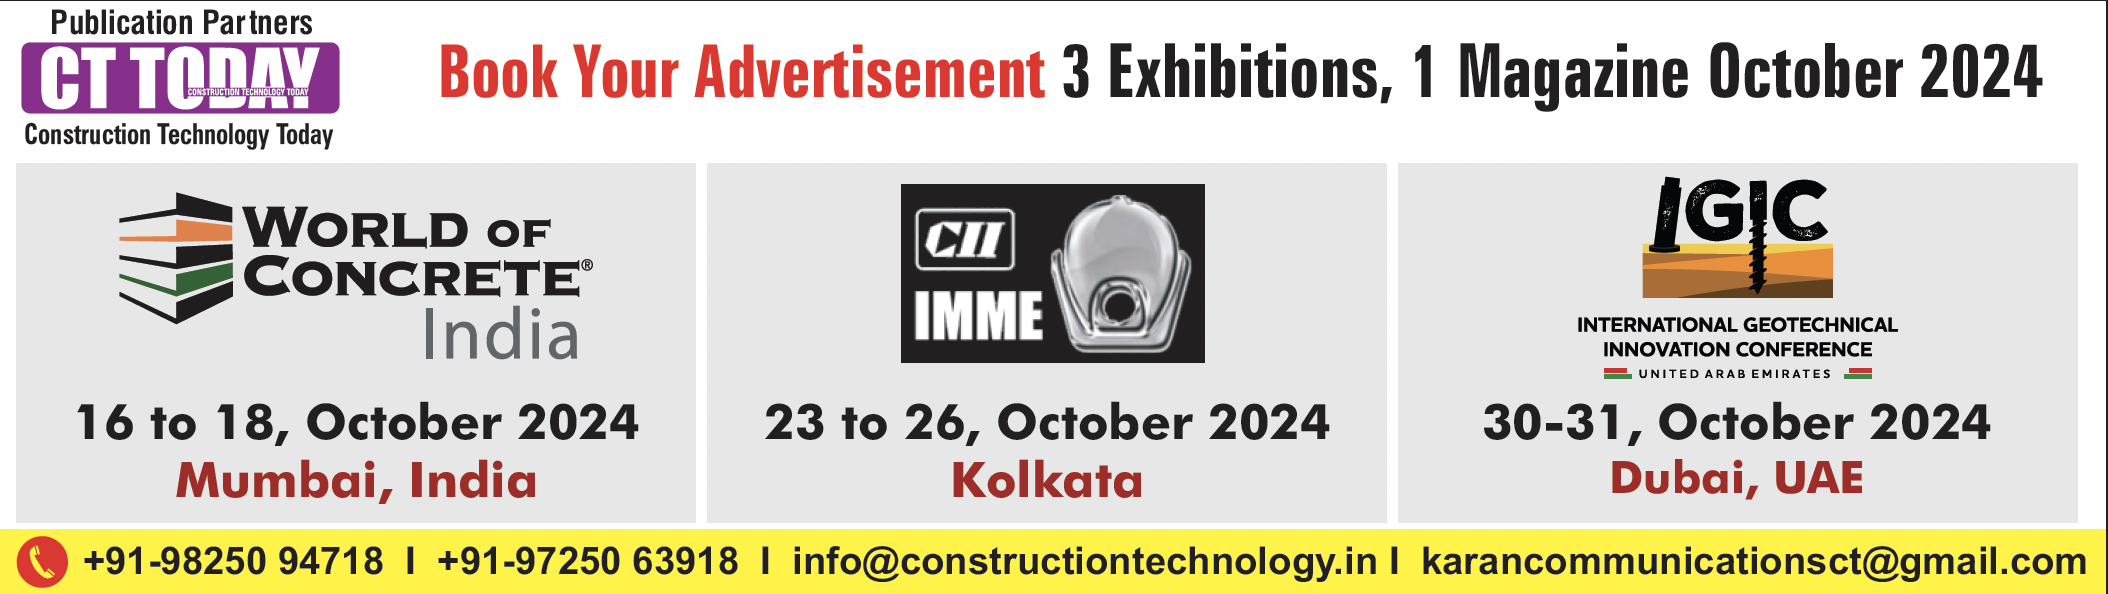 Publication Partners
CT TODAY
CONSTRUCTION TECHNOLOGY TODAY
Construction Technology Today
Book Your Advertisement 3 Exhibitions, 1 Magazine October 2024
WORLD OF
CONCRETE®
India
16 to 18, October 2024
Mumbai, India
CII
IMME
23 to 26, October 2024
Kolkata
IGIC
INTERNATIONAL GEOTECHNICAL
INNOVATION CONFERENCE
UNITED ARAB EMIRATES
30-31, October 2024
Dubai, UAE
+91-98250 94718 I +91-97250 63918 I info@constructiontechnology.in I karancommunicationsct@gmail.com